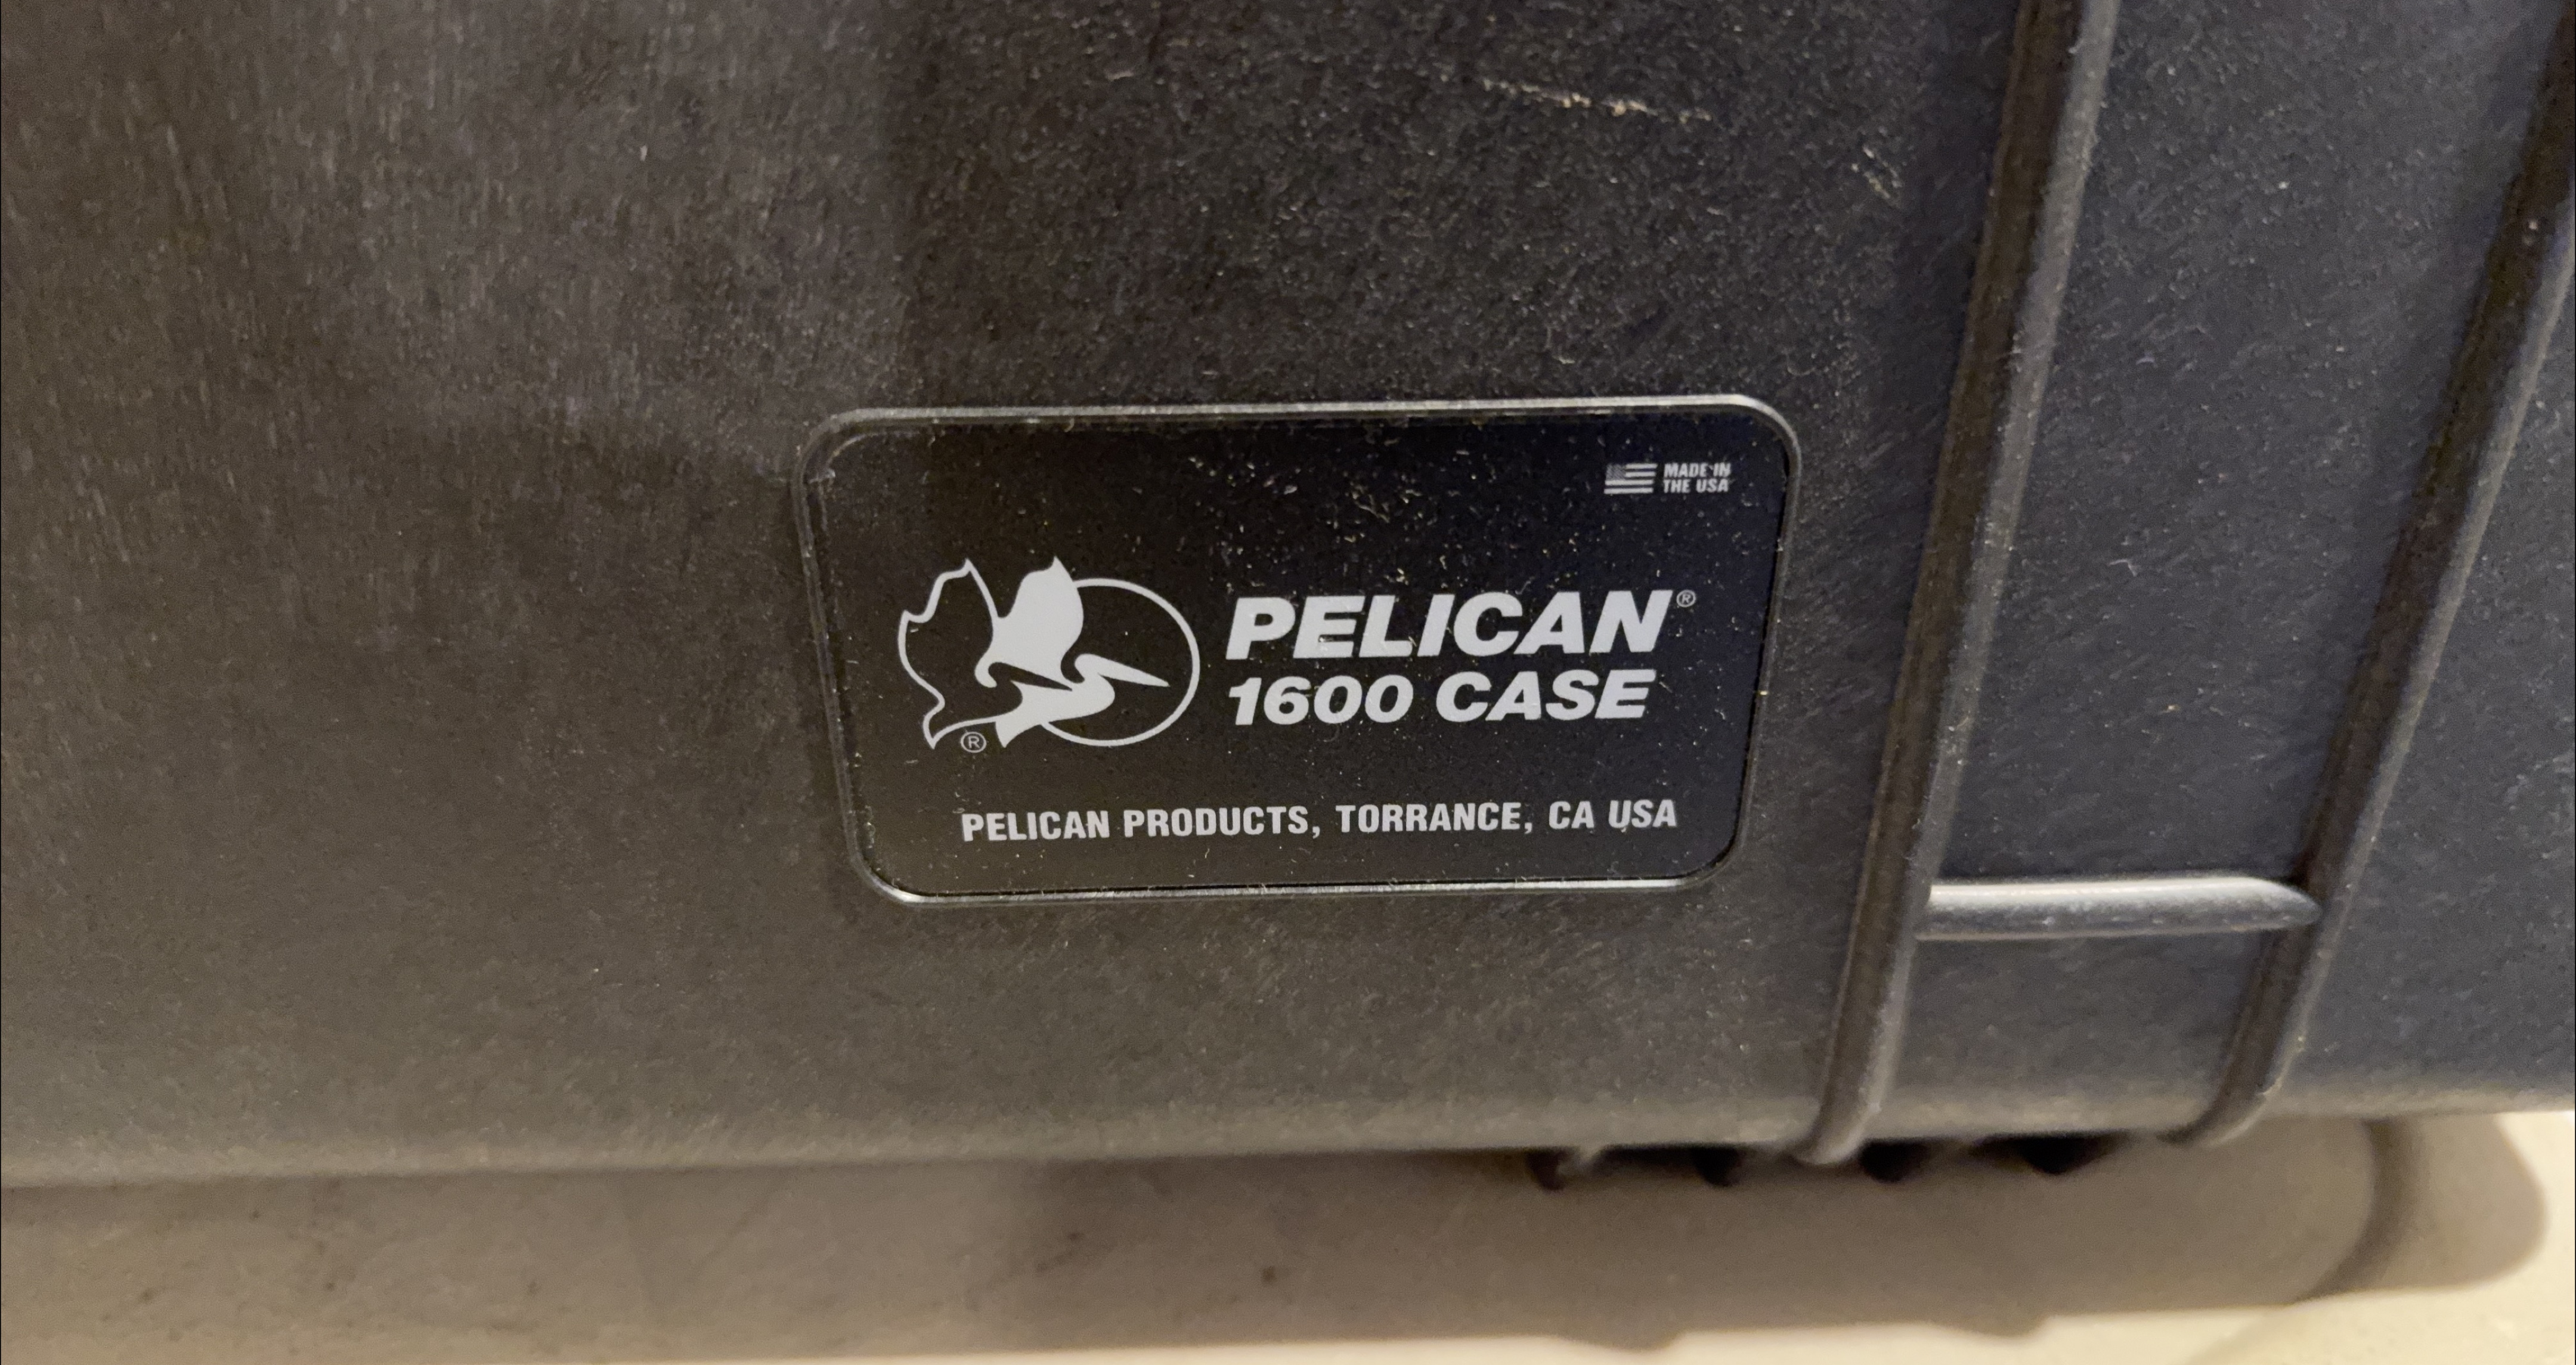 MADE IN
THE USA
PELICAN®
1600 CASE
®
PELICAN PRODUCTS, TORRANCE, CA USA